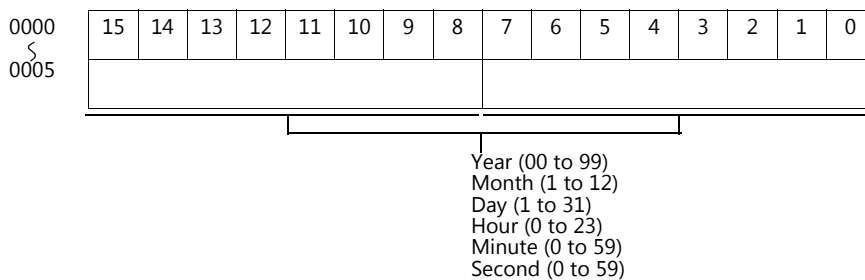 0000
15 14 13 12 11 10 9 8 7 6 5 4 3 2 1 0
0005
Year (00 to 99)
Month (1 to 12)
Day (1 to 31)
Hour (0 to 23)
Minute (0 to 59)
Second (0 to 59)